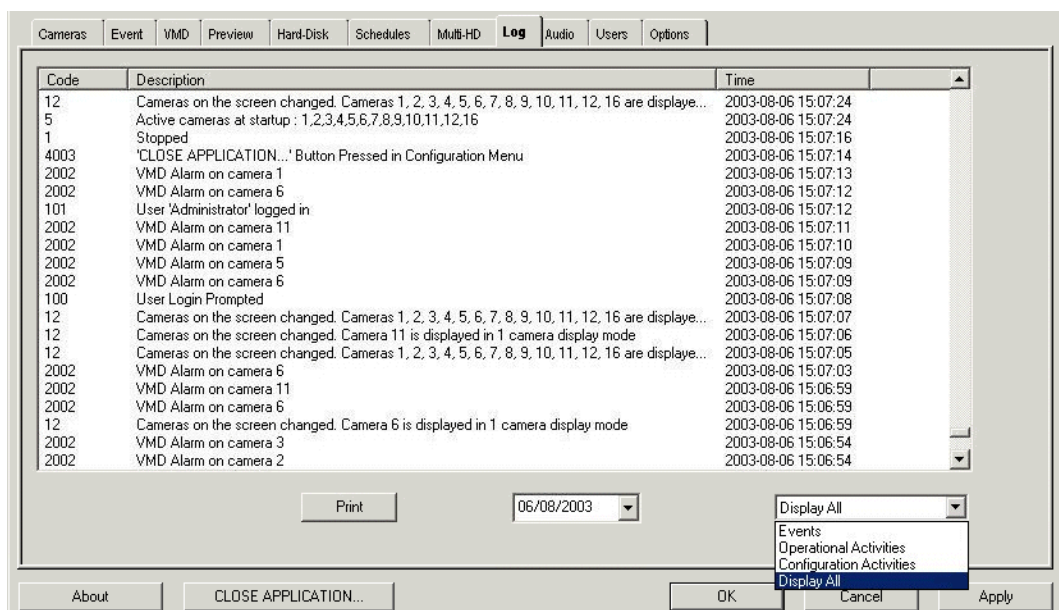 Cameras Event VMD Preview Hard-Disk Schedules Multi-HD Log Audio Users Options
Code Description Time
12 Cameras on the screen changed. Cameras 1, 2, 3, 4, 5, 6, 7, 8, 9, 10, 11, 12, 16 are displaye... 2003-08-06 15:07:24
5 Active cameras at startup : 1,2,3,4,5,6,7,8,9,10,11,12,16 2003-08-06 15:07:24
1 Stopped 2003-08-06 15:07:16
4003 'CLOSE APPLICATION...' Button Pressed in Configuration Menu 2003-08-06 15:07:14
2002 VMD Alarm on camera 1 2003-08-06 15:07:13
2002 VMD Alarm on camera 6 2003-08-06 15:07:12
101 User 'Administrator' logged in 2003-08-06 15:07:12
2002 VMD Alarm on camera 11 2003-08-06 15:07:11
2002 VMD Alarm on camera 1 2003-08-06 15:07:10
2002 VMD Alarm on camera 5 2003-08-06 15:07:09
2002 VMD Alarm on camera 6 2003-08-06 15:07:09
100 User Login Prompted 2003-08-06 15:07:08
12 Cameras on the screen changed. Cameras 1, 2, 3, 4, 5, 6, 7, 8, 9, 10, 11, 12, 16 are displaye... 2003-08-06 15:07:07
12 Cameras on the screen changed. Camera 11 is displayed in 1 camera display mode 2003-08-06 15:07:06
12 Cameras on the screen changed. Cameras 1, 2, 3, 4, 5, 6, 7, 8, 9, 10, 11, 12, 16 are displaye... 2003-08-06 15:07:05
2002 VMD Alarm on camera 6 2003-08-06 15:07:03
2002 VMD Alarm on camera 11 2003-08-06 15:06:59
2002 VMD Alarm on camera 6 2003-08-06 15:06:59
12 Cameras on the screen changed. Camera 6 is displayed in 1 camera display mode 2003-08-06 15:06:59
2002 VMD Alarm on camera 3 2003-08-06 15:06:54
2002 VMD Alarm on camera 2 2003-08-06 15:06:54
Print 06/08/2003 Display All
Events
Operational Activities
Configuration Activities
Display All
About CLOSE APPLICATION... OK Cancel Apply